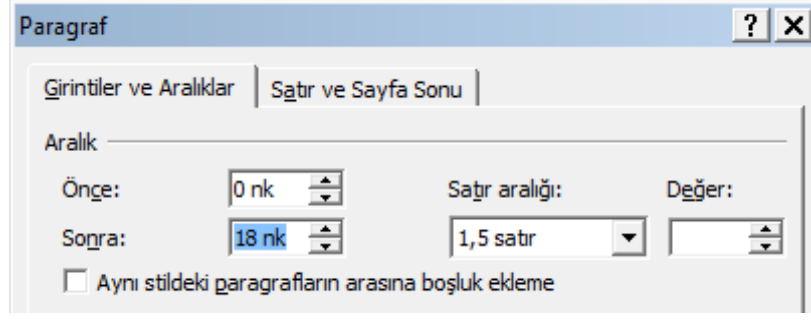 Paragraf
Girintiler ve Aralıklar Satır ve Sayfa Sonu
Aralık
Önce: 0 nk Satır aralığı: Değer:
Sonra: 18 nk 1,5 satır
Aynı stildeki paragrafların arasına boşluk ekleme